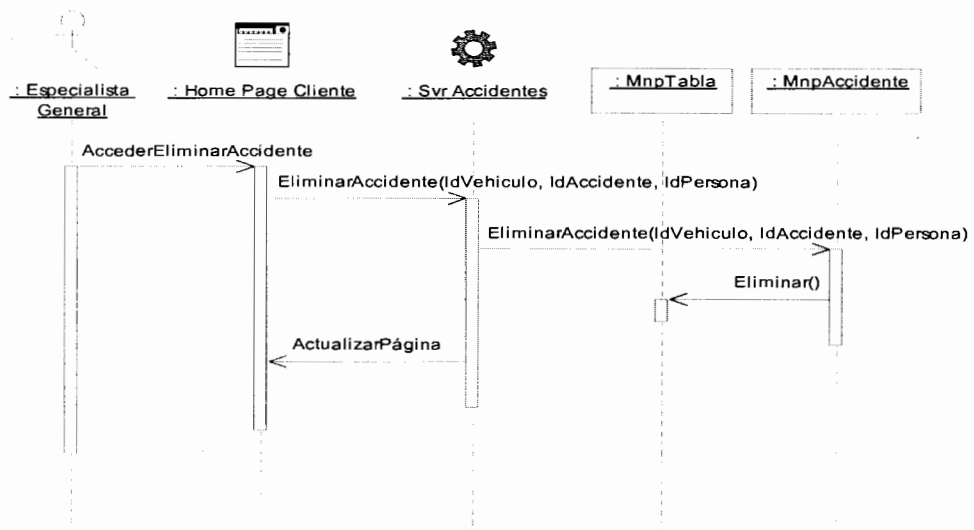 : Especialista
General
: Home Page Cliente
: Svr Accidentes
: MnpTabla
: MnpAccidente
AccederEliminarAccidente
EliminarAccidente(IdVehiculo, IdAccidente, IdPersona)
EliminarAccidente(IdVehiculo, IdAccidente, IdPersona)
Eliminar()
ActualizarPágina